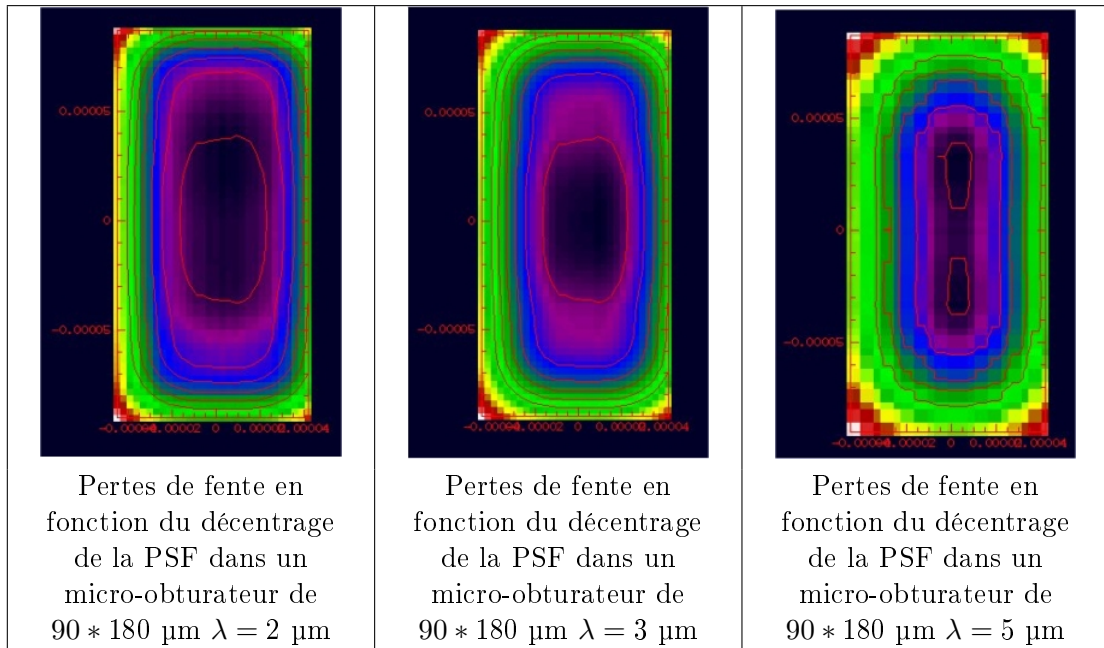 0.00005
0
-0.00005
0
0.00005
0
-0.00005
0
0.00005
0
-0.00005
0
Pertes de fente en
fonction du décentrage
de la PSF dans un
micro-obturateur de
90 * 180 µm λ = 2 µm
Pertes de fente en
fonction du décentrage
de la PSF dans un
micro-obturateur de
90 * 180 µm λ = 3 µm
Pertes de fente en
fonction du décentrage
de la PSF dans un
micro-obturateur de
90 * 180 µm λ = 5 µm